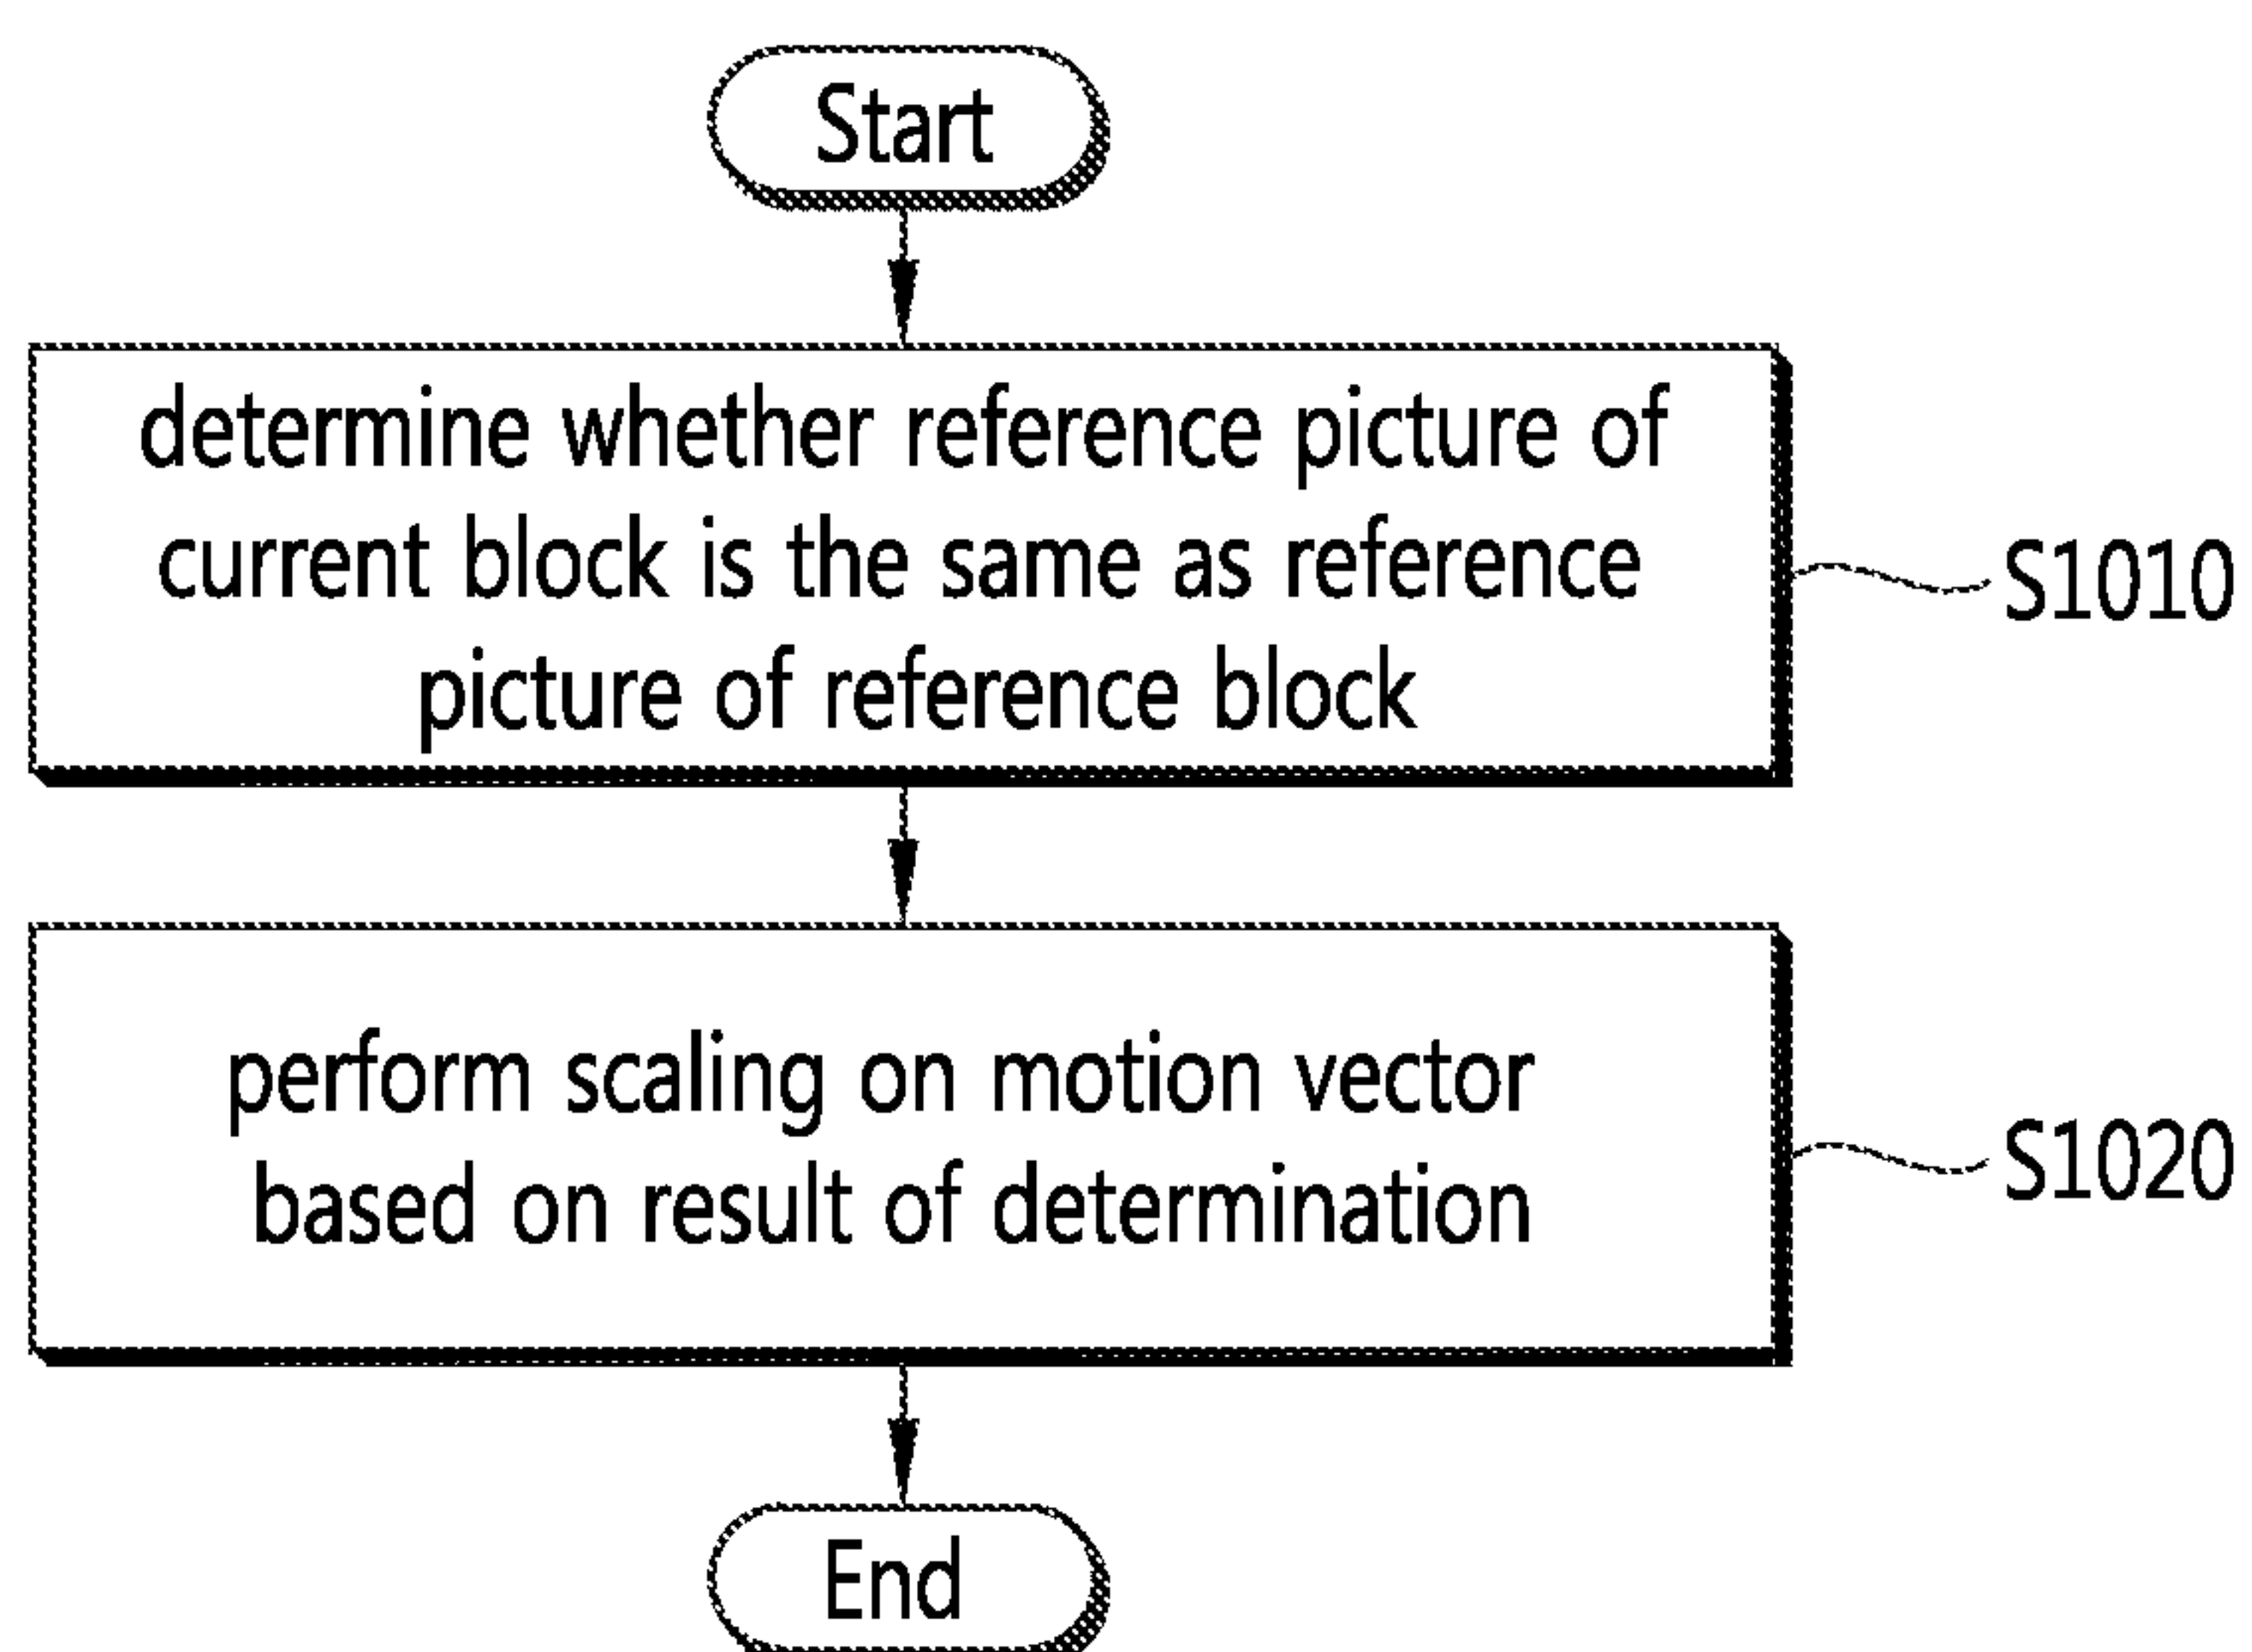 Start
determine whether reference picture of
current block is the same as reference
picture of reference block
S1010
perform scaling on motion vector
based on result of determination
S1020
End